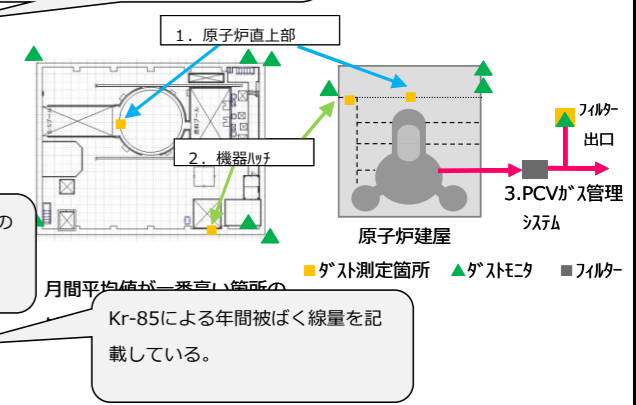 1．原子炉直上部
2．機器ﾊｯﾁ
ﾌｨﾙﾀｰ
出口
3.PCVｶﾞｽ管理
ｼｽﾃﾑ
原子炉建屋
の
■ﾀﾞｽﾄ測定箇所 ▲ﾀﾞｽﾄﾓﾆﾀ ■ﾌｨﾙﾀｰ
月間平均値が一番高い箇所の
Kr-85による年間被ばく線量を記
載している。